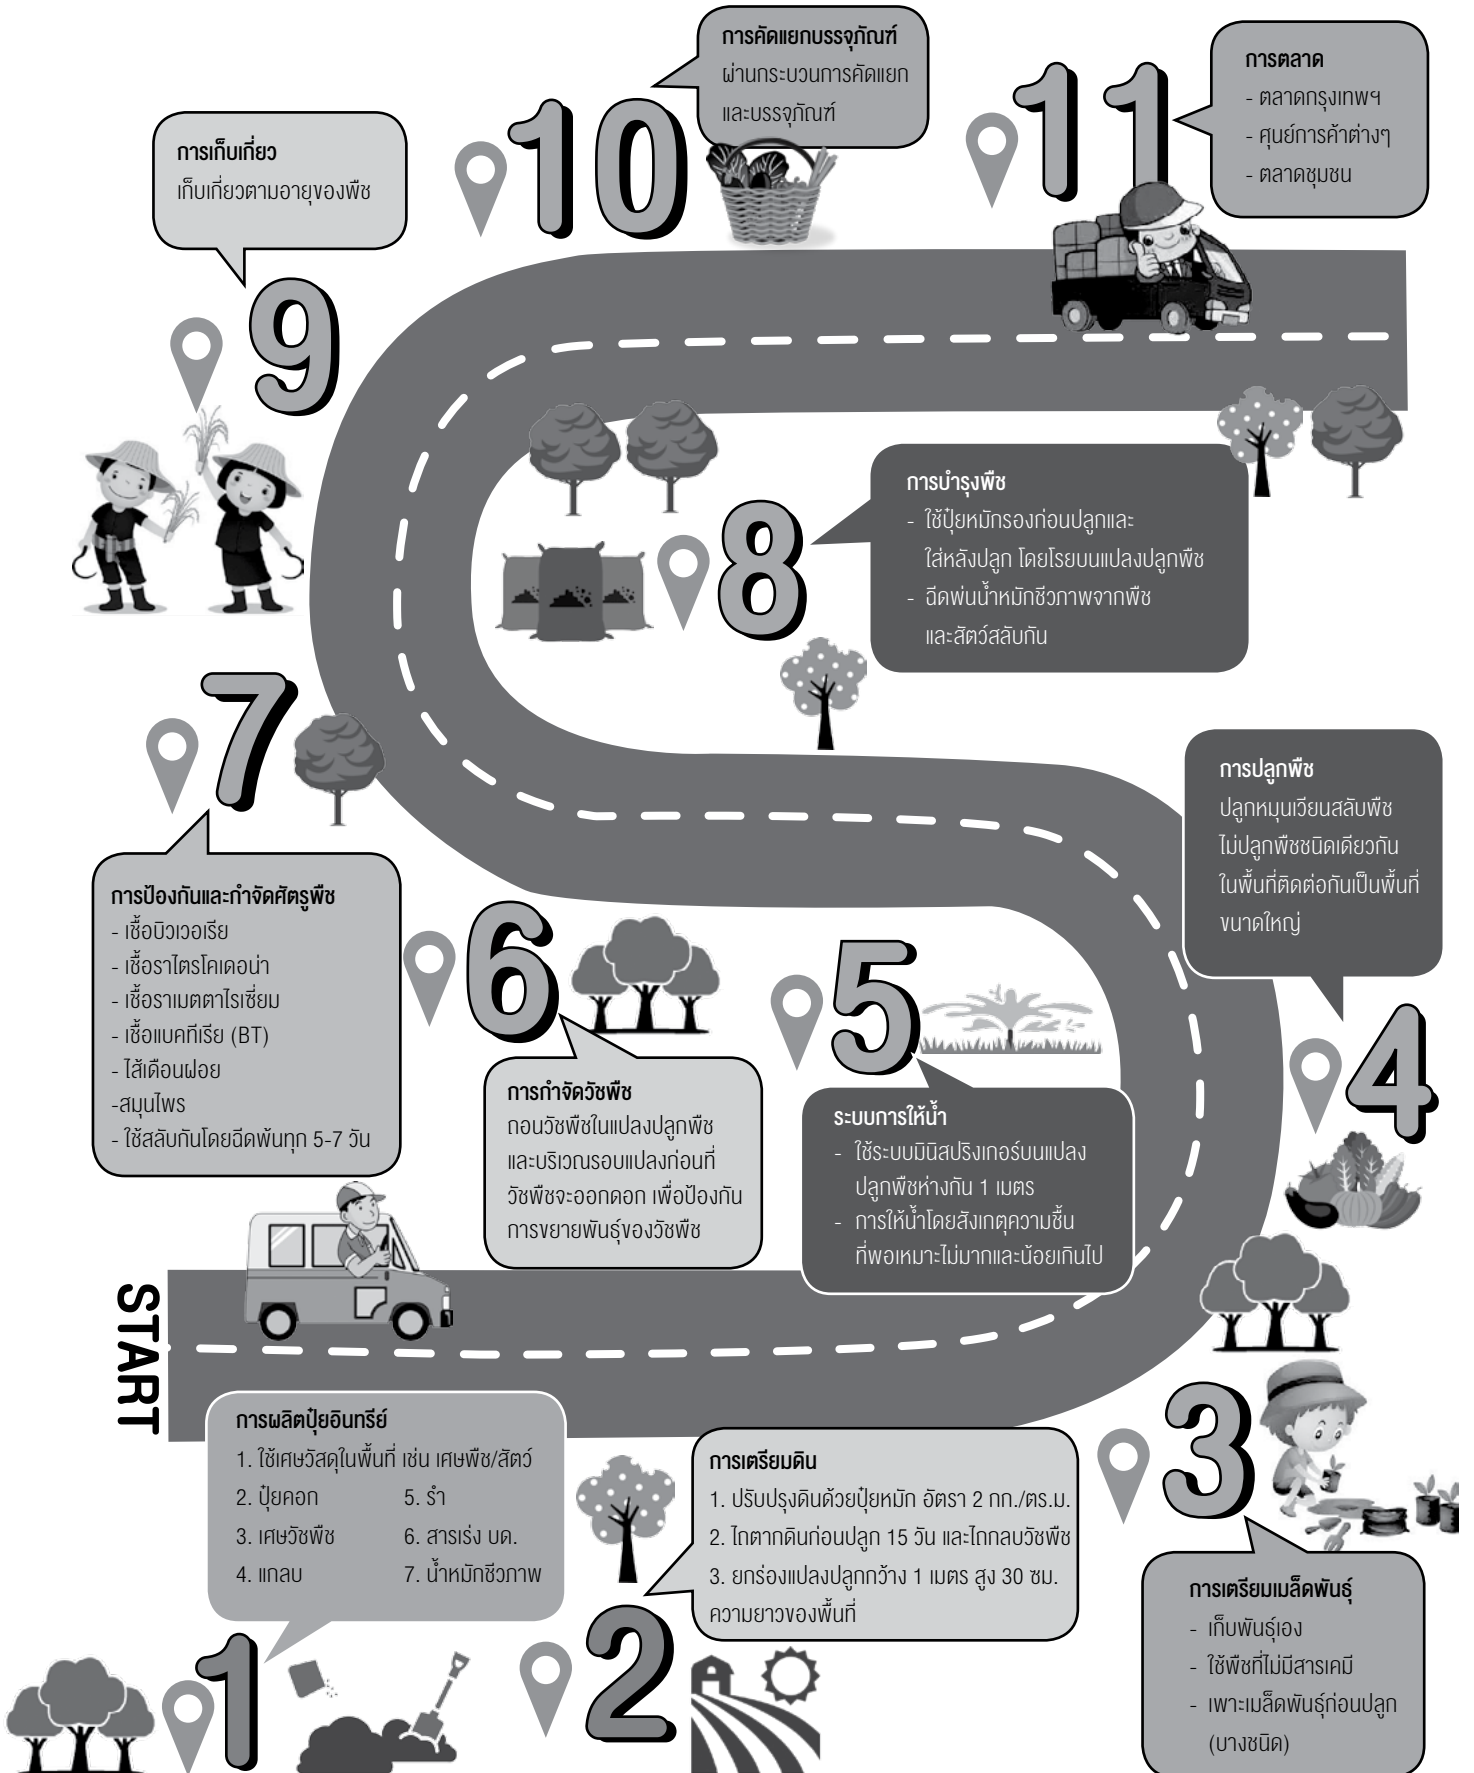 START
1
การผลิตปุ๋ยอินทรีย์
1. ใช้เศษวัสดุในพื้นที่ เช่น เศษพืช/สัตว์
2. ปุ๋ยคอก
3. เศษวัชพืช
4. แกลบ
5. รำ
6. สารเร่ง บด.
7. น้ำหมักชีวภาพ
2
การเตรียมดิน
1. ปรับปรุงดินด้วยปุ๋ยหมัก อัตรา 2 กก./ตร.ม.
2. ไถตากดินก่อนปลูก 15 วัน และไถกลบวัชพืช
3. ยกร่องแปลงปลูกกว้าง 1 เมตร สูง 30 ซม.
ความยาวของพื้นที่
3
การเตรียมเมล็ดพันธุ์
- เก็บพันธุ์เอง
- ใช้พืชที่ไม่มีสารเคมี
- เพาะเมล็ดพันธุ์ก่อนปลูก
(บางชนิด)
4
การปลูกพืช
ปลูกหมุนเวียนสลับพืช
ไม่ปลูกพืชชนิดเดียวกัน
ในพื้นที่ติดต่อกันเป็นพื้นที่
ขนาดใหญ่
5
ระบบการให้น้ำ
- ใช้ระบบมินิสปริงเกอร์บนแปลง
ปลูกพืชห่างกัน 1 เมตร
- การให้น้ำโดยสังเกตุความชื้น
ที่พอเหมาะไม่มากและน้อยเกินไป
6
การกำจัดวัชพืช
ถอนวัชพืชในแปลงปลูกพืช
และบริเวณรอบแปลงก่อนที่
วัชพืชจะออกดอก เพื่อป้องกัน
การขยายพันธุ์ของวัชพืช
7
การป้องกันและกำจัดศัตรูพืช
- เชื้อบิวเวอเรีย
- เชื้อราไตรโคเดอน่า
- เชื้อราเมตตาไรเซี่ยม
- เชื้อแบคทีเรีย (BT)
- ไส้เดือนฝอย
-สมุนไพร
- ใช้สลับกันโดยฉีดพ้นทุก 5-7 วัน
8
การบำรุงพืช
- ใช้ปุ๋ยหมักรองก่อนปลูกและ
ใส่หลังปลูก โดยโรยบนแปลงปลูกพืช
- ฉีดพ่นน้ำหมักชีวภาพจากพืช
และสัตว์สลับกัน
9
การเก็บเกี่ยว
เก็บเกี่ยวตามอายุของพืช
10
การคัดแยกบรรจุภัณฑ์
ผ่านกระบวนการคัดแยก
และบรรจุภัณฑ์
11
การตลาด
- ตลาดกรุงเทพฯ
- ศูนย์การค้าต่างๆ
- ตลาดชุมชน